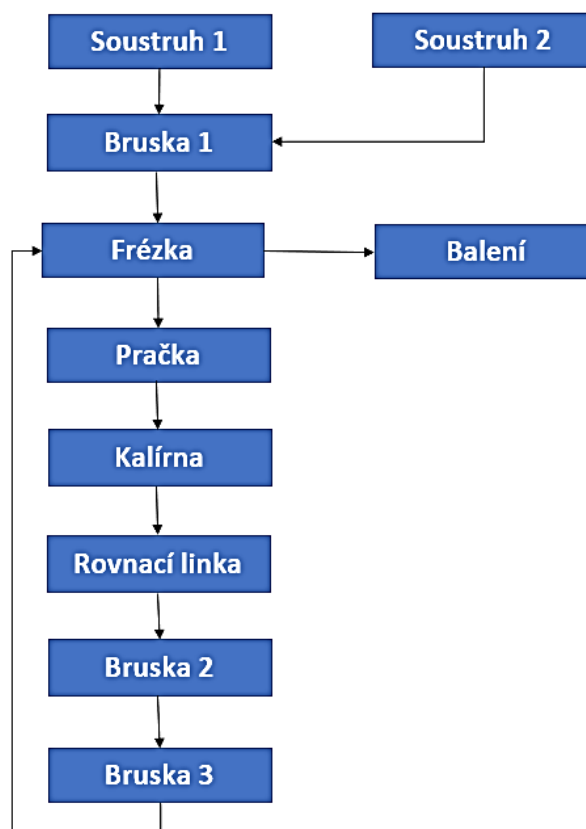 Soustruh 1
Soustruh 2
Bruska 1
Frézka
Balení
Pračka
Kalírna
Rovnací linka
Bruska 2
Bruska 3